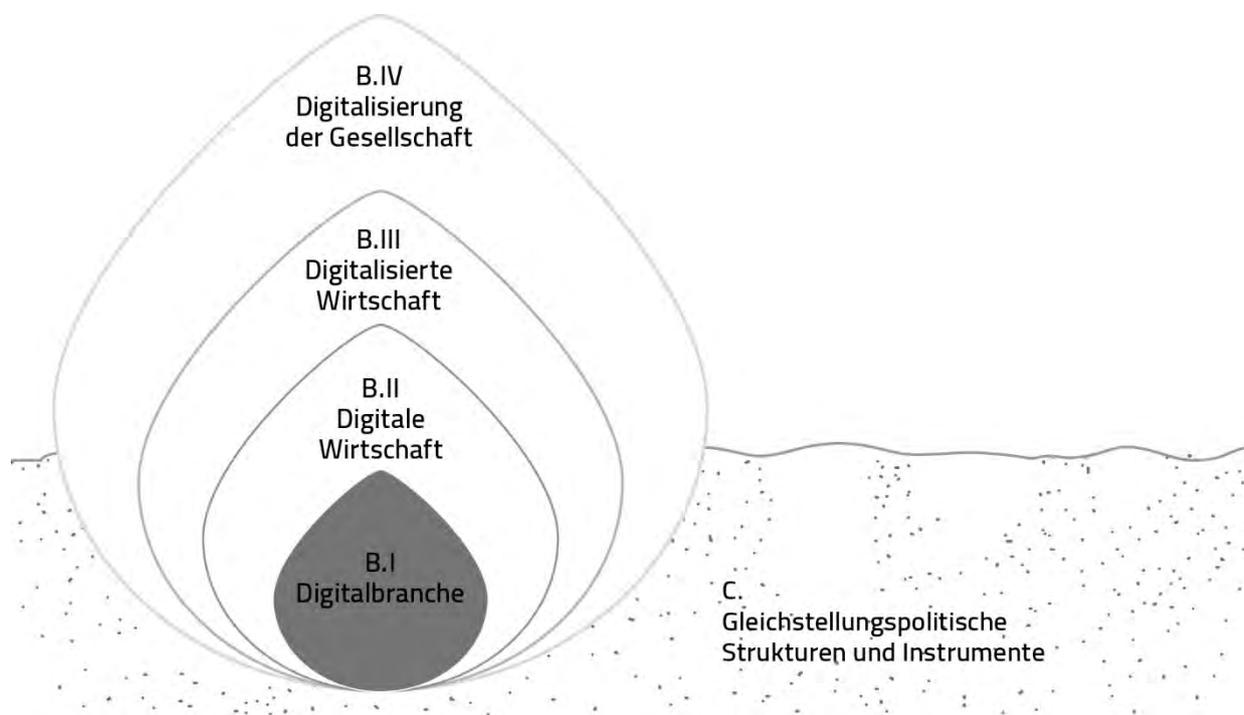 B.IV
Digitalisierung
der Gesellschaft
B.III
Digitalisierte
Wirtschaft
B.II
Digitale
Wirtschaft
B.I
Digitalbranche
C.
Gleichstellungspolitische
Strukturen und Instrumente